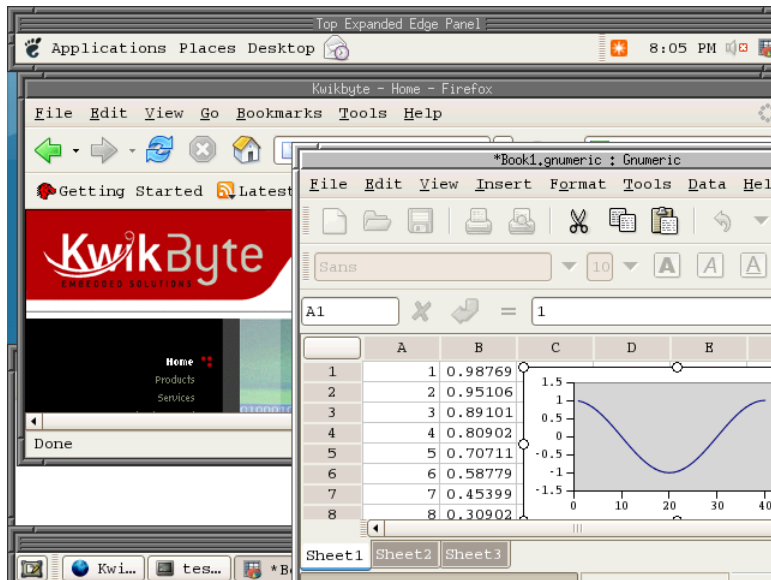 Top Expanded Edge Panel
Applications Places Desktop 8:05 PM
Kwikbyte - Home - Firefox
File Edit View Go Bookmarks Tools Help
Getting Started Latest
KwikByte
EMBEDDED SOLUTIONS
Home
Products
Services
Done
*Book1.gnumeric : Gnumeric
File Edit View Insert Format Tools Data Hel
Sans 10 A A A
A1 = 1
A B C D E
1 1 0.98769
2 2 0.95106
3 3 0.89101
4 4 0.80902
5 5 0.70711
6 6 0.58779
7 7 0.45399
8 8 0.30902
1.5
1
0.5
0
-0.5
-1
-1.5
0 10 20 30 40
Sheet1 Sheet2 Sheet3
Kwi... tes... *B